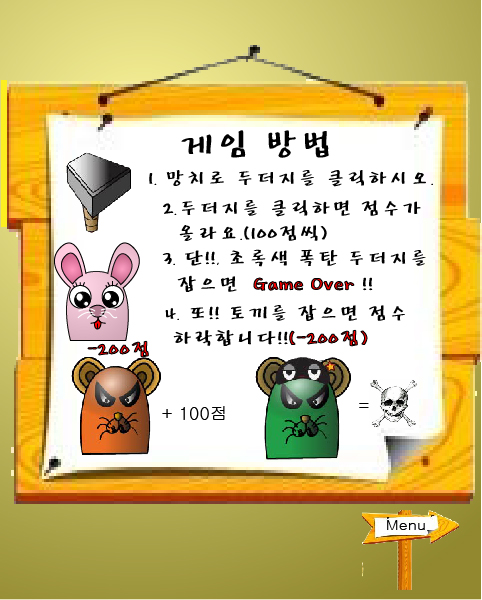 게임 방법
1. 망치로 두더지를 클릭하시오.
2. 두더지를 클릭하면 점수가
올라요.(100점씩)
3. 단!!, 초록색 폭탄 두더지를
잡으면 Game Over !!
4. 또!! 토끼를 잡으면 점수
하락합니다!!(-200점)
-200점
+ 100점
=
Menu